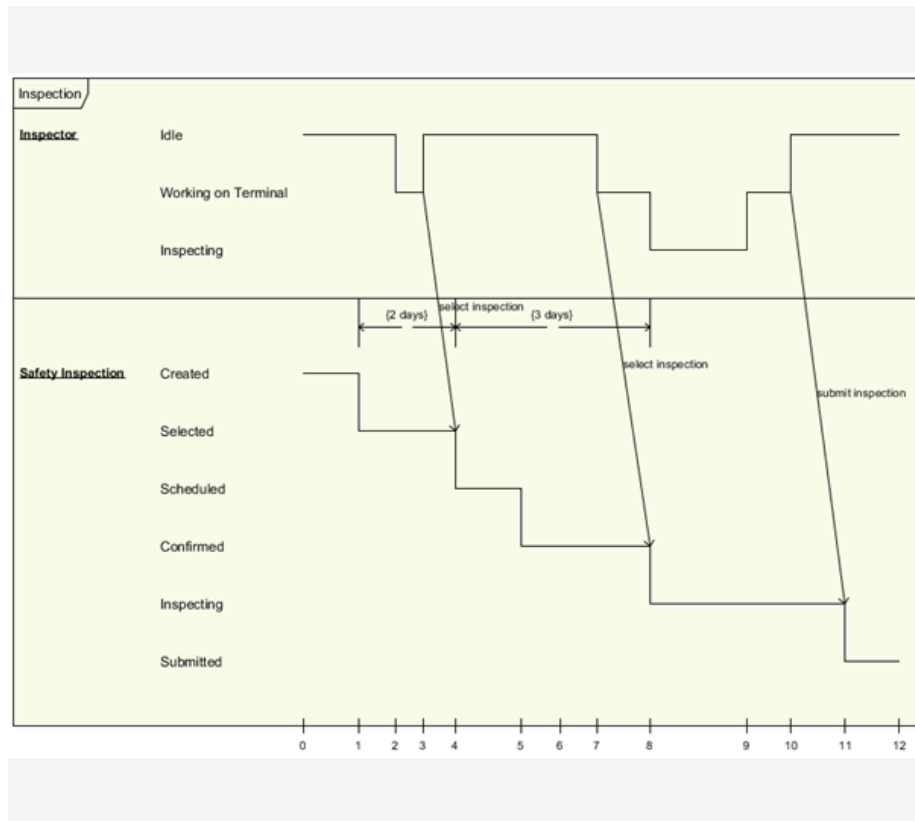 Inspection
Inspector
Idle
Working on Terminal
Inspecting
select inspection
{2 days}
{3 days}
select inspection
submit inspection
Safety Inspection
Created
Selected
Scheduled
Confirmed
Inspecting
Submitted
0 1 2 3 4 5 6 7 8 9 10 11 12